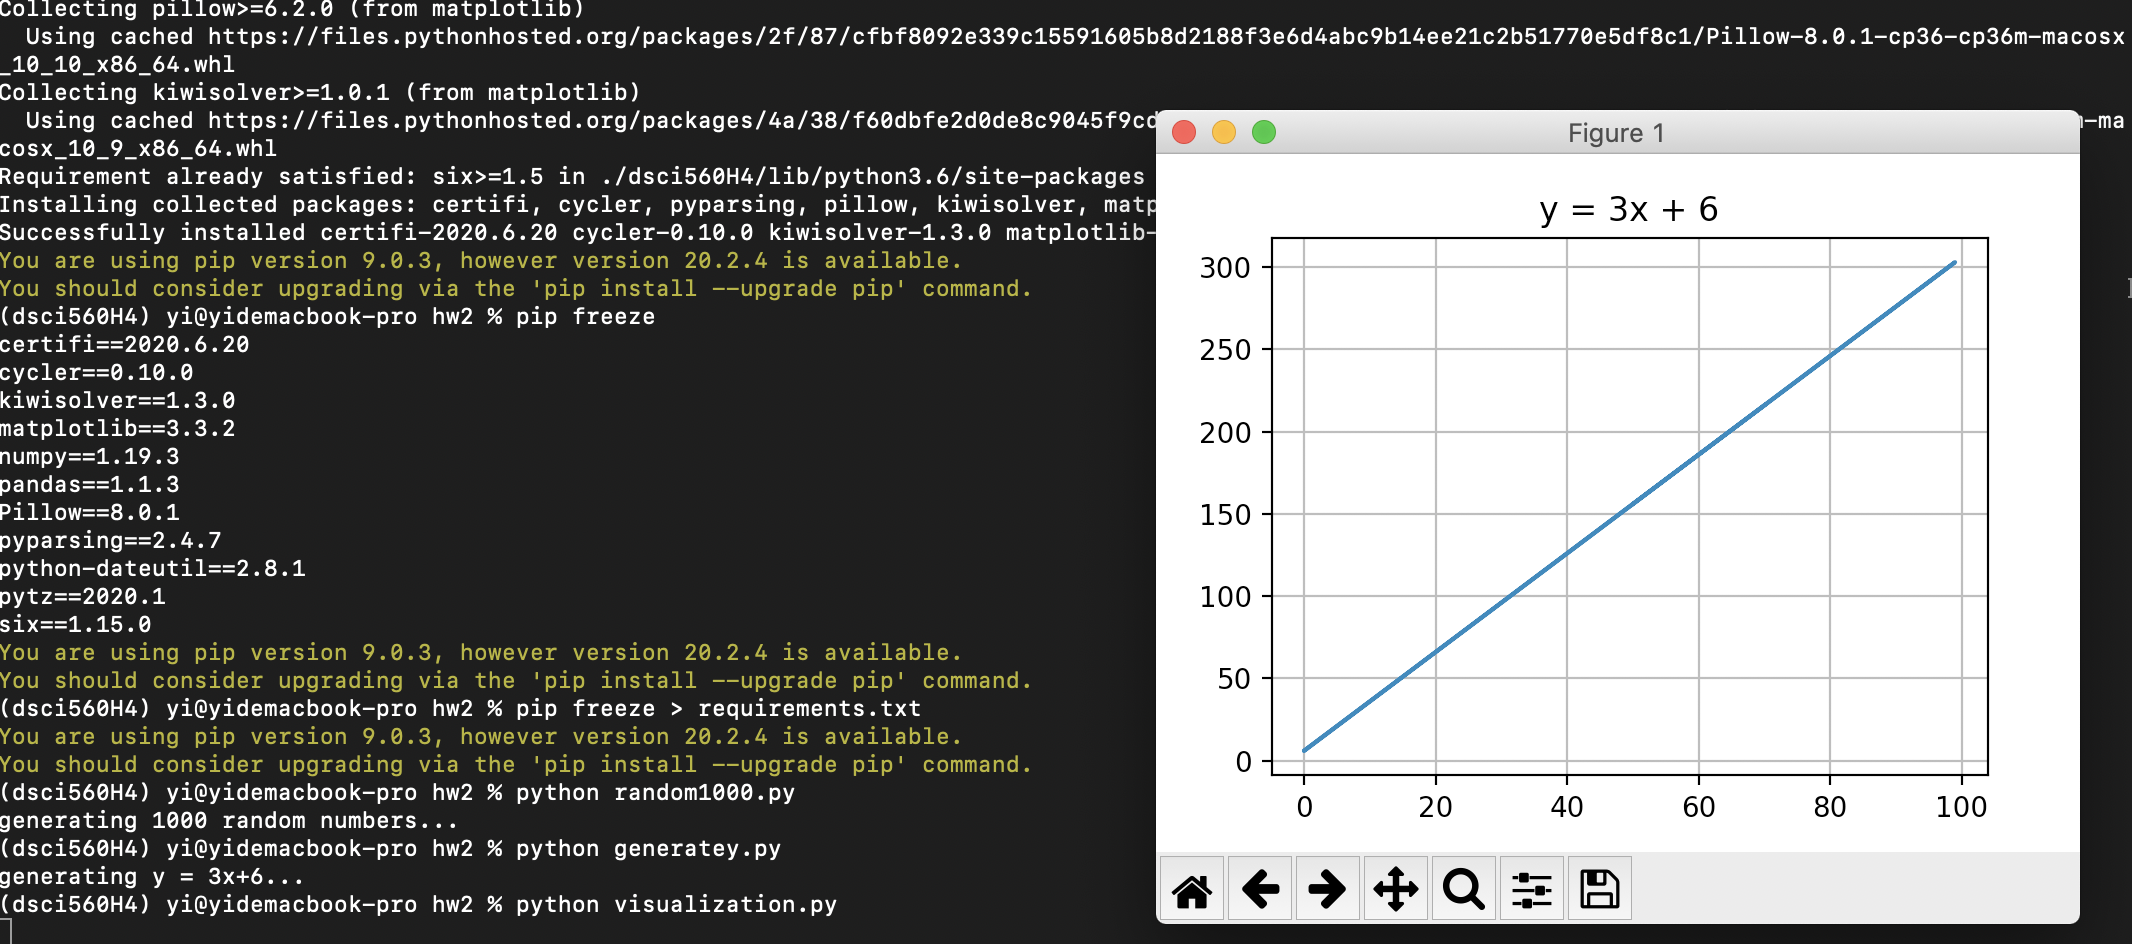 Collecting pillow>=6.2.0 (from matplotlib)
  Using cached https://files.pythonhosted.org/packages/2f/87/cfbf8092e339c15591605b8d2188f3e6d4abc9b14ee21c2b51770e5df8c1/Pillow-8.0.1-cp36-cp36m-macosx
_10_10_x86_64.whl
Collecting kiwisolver>=1.0.1 (from matplotlib)
  Using cached https://files.pythonhosted.org/packages/4a/38/f60dbfe2d0de8c9045f9cd -ma
cosx_10_9_x86_64.whl
Requirement already satisfied: six>=1.5 in ./dsci560H4/lib/python3.6/site-packages
Installing collected packages: certifi, cycler, pyparsing, pillow, kiwisolver, matp
Successfully installed certifi-2020.6.20 cycler-0.10.0 kiwisolver-1.3.0 matplotlib-
You are using pip version 9.0.3, however version 20.2.4 is available.
You should consider upgrading via the 'pip install --upgrade pip' command.
(dsci560H4) yi@yidemacbook-pro hw2 % pip freeze
certifi==2020.6.20
cycler==0.10.0
kiwisolver==1.3.0
matplotlib==3.3.2
numpy==1.19.3
pandas==1.1.3
Pillow==8.0.1
pyparsing==2.4.7
python-dateutil==2.8.1
pytz==2020.1
six==1.15.0
You are using pip version 9.0.3, however version 20.2.4 is available.
You should consider upgrading via the 'pip install --upgrade pip' command.
(dsci560H4) yi@yidemacbook-pro hw2 % pip freeze > requirements.txt
You are using pip version 9.0.3, however version 20.2.4 is available.
You should consider upgrading via the 'pip install --upgrade pip' command.
(dsci560H4) yi@yidemacbook-pro hw2 % python random1000.py
generating 1000 random numbers...
(dsci560H4) yi@yidemacbook-pro hw2 % python generatey.py
generating y = 3x+6...
(dsci560H4) yi@yidemacbook-pro hw2 % python visualization.py
Figure 1
y = 3x + 6
300
250
200
150
100
50
0
0 20 40 60 80 100